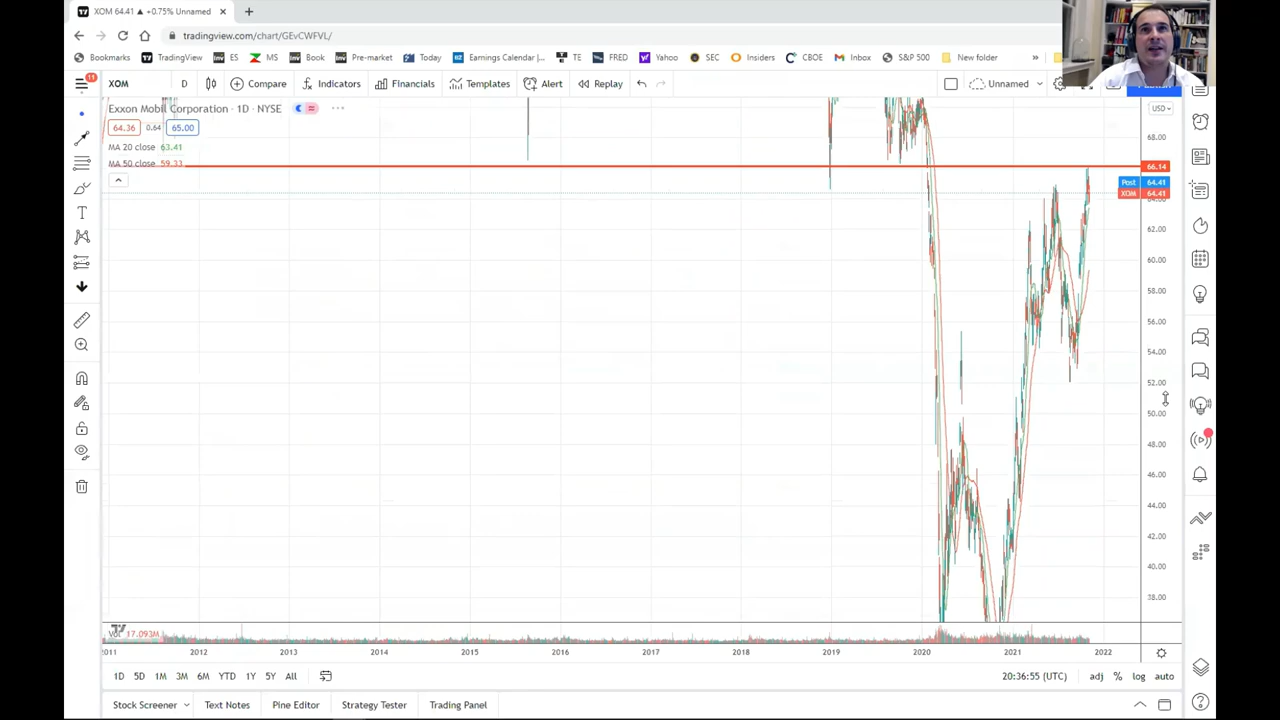 XOM 64.41 ▲ +0.75% Unnamed
tradingview.com/chart/GEvCWFVL/
Bookmarks TradingView ES MS Book Pre-market Today Earnings Calendar |... TE FRED Yahoo SEC Insiders CBOE Inbox S&P 500 New folder »
11
XOM D Compare Indicators Financials Templates Alert Replay Unnamed
Exxon Mobil Corporation · 1D · NYSE
USD
64.36 0.64 65.00
MA 20 close 63.41
MA 50 close 59.33
68.00
66.14
Post 64.41
XOM 64.41
64.00
62.00
60.00
58.00
56.00
54.00
52.00
50.00
48.00
46.00
44.00
42.00
40.00
38.00
Vol 17.093M
2011 2012 2013 2014 2015 2016 2017 2018 2019 2020 2021 2022
1D 5D 1M 3M 6M YTD 1Y 5Y All 20:36:55 (UTC) adj % log auto
Stock Screener Text Notes Pine Editor Strategy Tester Trading Panel